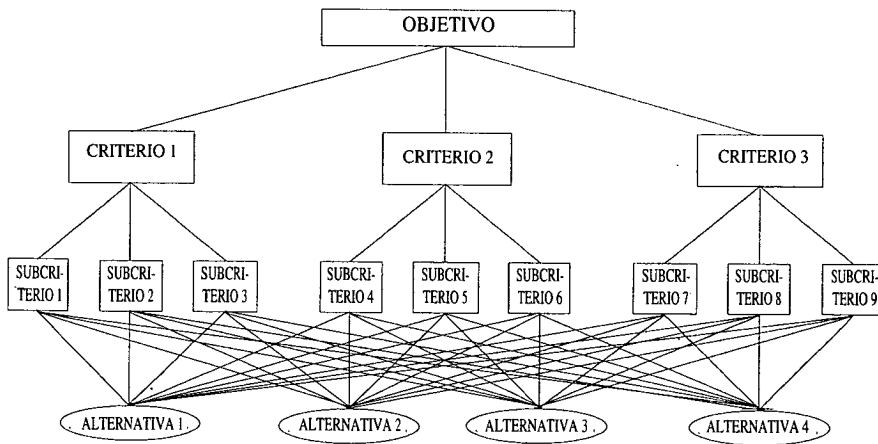 OBJETIVO
CRITERIO 1
CRITERIO 2
CRITERIO 3
SUBCRI-
TERIO 1
SUBCRI-
TERIO 2
SUBCRI-
TERIO 3
SUBCRI-
TERIO 4
SUBCRI-
TERIO 5
SUBCRI-
TERIO 6
SUBCRI-
TERIO 7
SUBCRI-
TERIO 8
SUBCRI-
TERIO 9
ALTERNATIVA 1
ALTERNATIVA 2
ALTERNATIVA 3
ALTERNATIVA 4